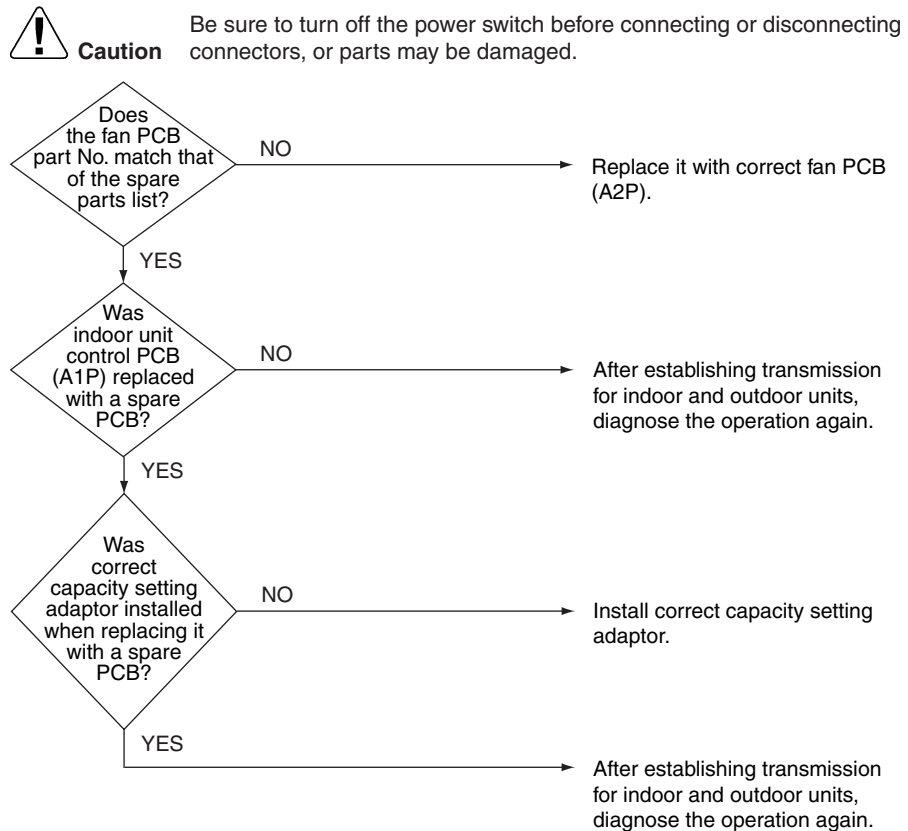 Be sure to turn off the power switch before connecting or disconnecting
Caution connectors, or parts may be damaged.
Does
the fan PCB
part No. match that
of the spare
parts list?
NO
Replace it with correct fan PCB
(A2P).
YES
Was
indoor unit
control PCB
(A1P) replaced
with a spare
PCB?
NO
After establishing transmission
for indoor and outdoor units,
diagnose the operation again.
YES
Was
correct
capacity setting
adaptor installed
when replacing it
with a spare
PCB?
NO
Install correct capacity setting
adaptor.
YES
After establishing transmission
for indoor and outdoor units,
diagnose the operation again.